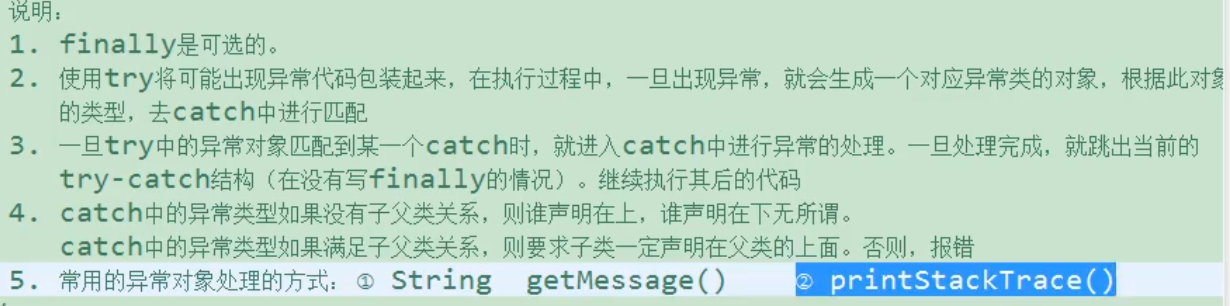 说明：
1. finally是可选的。
2. 使用try将可能出现异常代码包装起来，在执行过程中，一旦出现异常，就会生成一个对应异常类的对象，根据此对象
的类型，去catch中进行匹配
3. 一旦try中的异常对象匹配到某一个catch时，就进入catch中进行异常的处理。一旦处理完成，就跳出当前的
try-catch结构（在没有写finally的情况）。继续执行其后的代码
4. catch中的异常类型如果没有子父类关系，则谁声明在上，谁声明在下无所谓。
catch中的异常类型如果满足子父类关系，则要求子类一定声明在父类的上面。否则，报错
5. 常用的异常对象处理的方式：① String getMessage() ② printStackTrace()